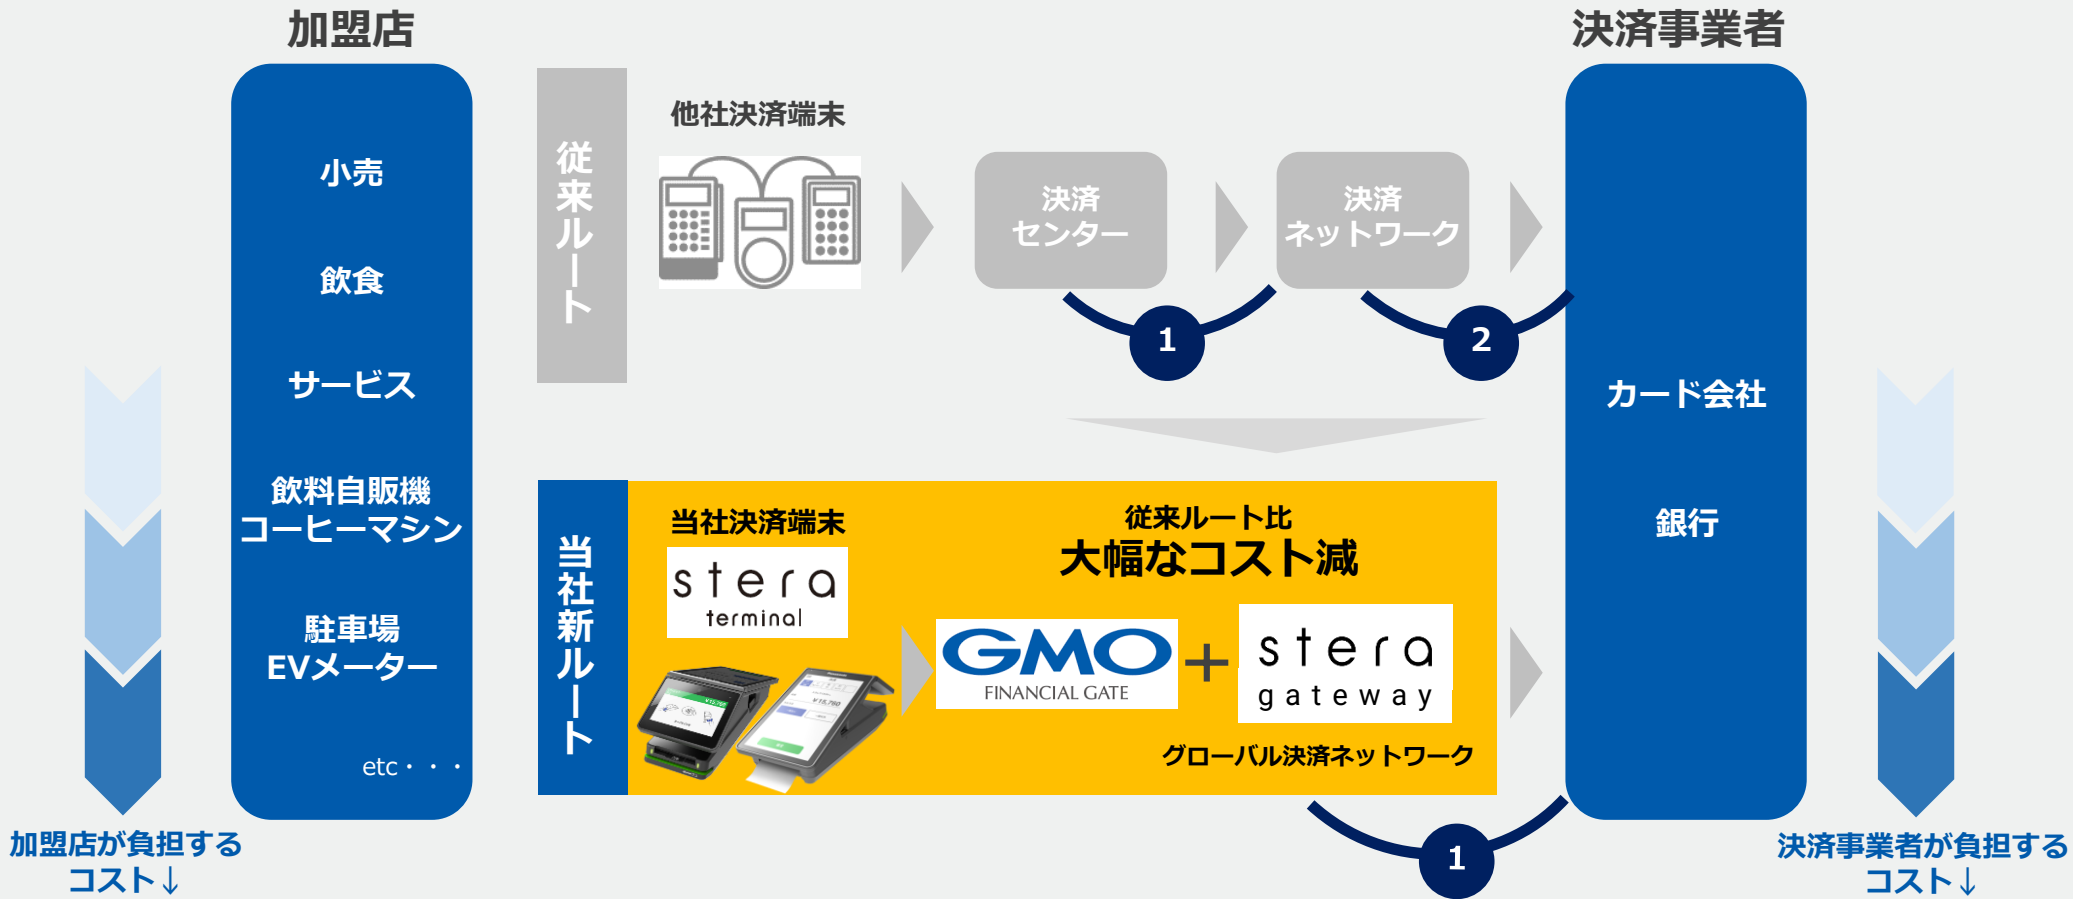 加盟店
決済事業者
小売
飲食
サービス
飲料自販機
コーヒーマシン
駐車場
EVメーター
etc・・・
従来ルート
他社決済端末
決済
センター
決済
ネットワーク
1
2
カード会社
銀行
当社新ルート
当社決済端末
stera
terminal
従来ルート比
大幅なコスト減
GMO
FINANCIAL GATE
+
stera
gateway
グローバル決済ネットワーク
1
加盟店が負担する
コスト↓
決済事業者が負担する
コスト↓